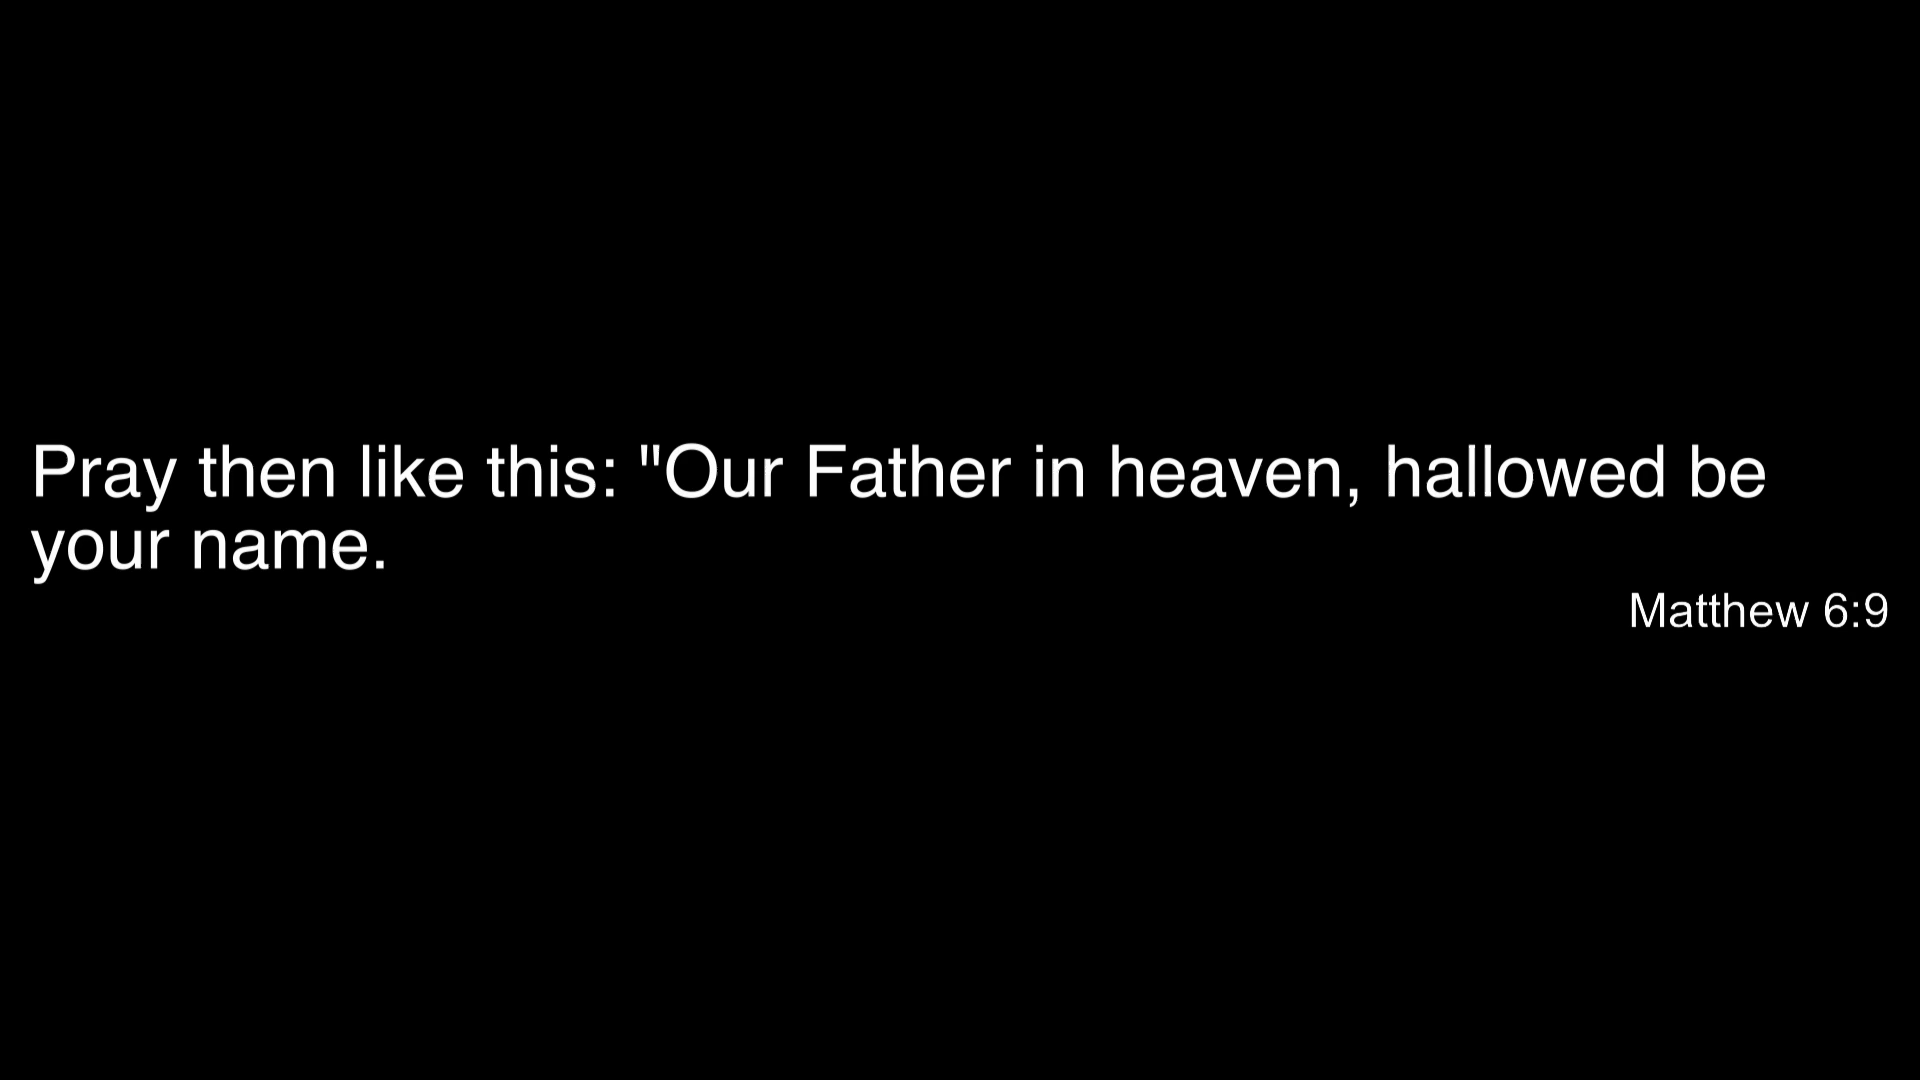 Pray then like this: "Our Father in heaven, hallowed be
your name.
Matthew 6:9